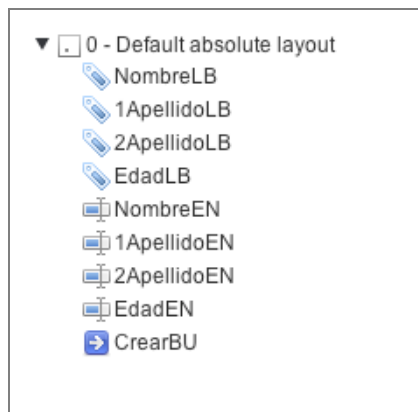 0 - Default absolute layout
NombreLB
1ApellidoLB
2ApellidoLB
EdadLB
NombreEN
1ApellidoEN
2ApellidoEN
EdadEN
CrearBU